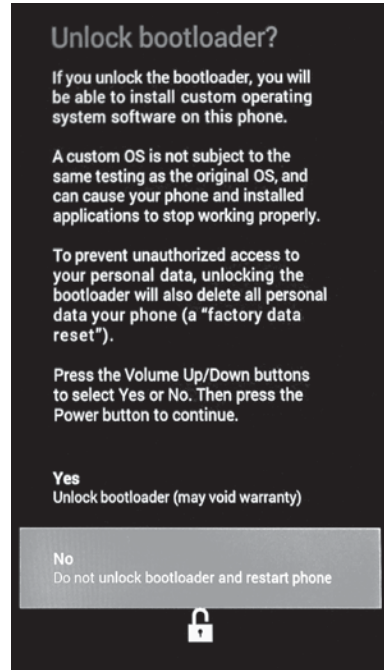 Unlock bootloader?
If you unlock the bootloader, you will
be able to install custom operating
system software on this phone.
A custom OS is not subject to the
same testing as the original OS, and
can cause your phone and installed
applications to stop working properly.
To prevent unauthorized access to
your personal data, unlocking the
bootloader will also delete all personal
data your phone (a “factory data
reset”).
Press the Volume Up/Down buttons
to select Yes or No. Then press the
Power button to continue.
Yes
Unlock bootloader (may void warranty)
No
Do not unlock bootloader and restart phone